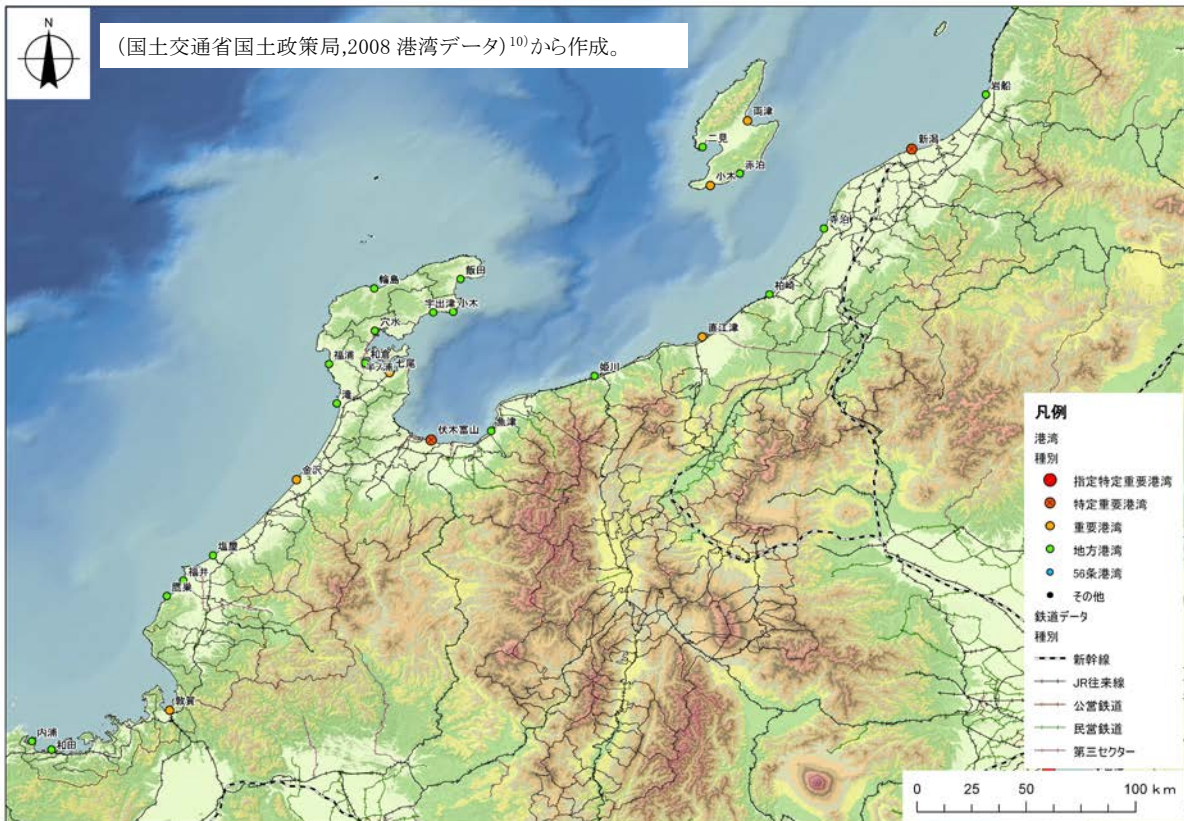 N
(国土交通省国土政策局,2008 港湾データ)10)から作成。
岩船
両津
新潟
二見
赤泊
小木
寺泊
飯田
輪島
柏崎
宇出津 小木
穴水
直江津
福浦
和倉
七尾
姫川
滝
魚津
伏木富山
金沢
塩屋
福井
鷹巣
敦賀
内浦
和田
凡例
港湾
種別
指定特定重要港湾
特定重要港湾
重要港湾
地方港湾
56条港湾
その他
鉄道データ
種別
新幹線
JR往来線
公営鉄道
民営鉄道
第三セクター
0 25 50 100 km